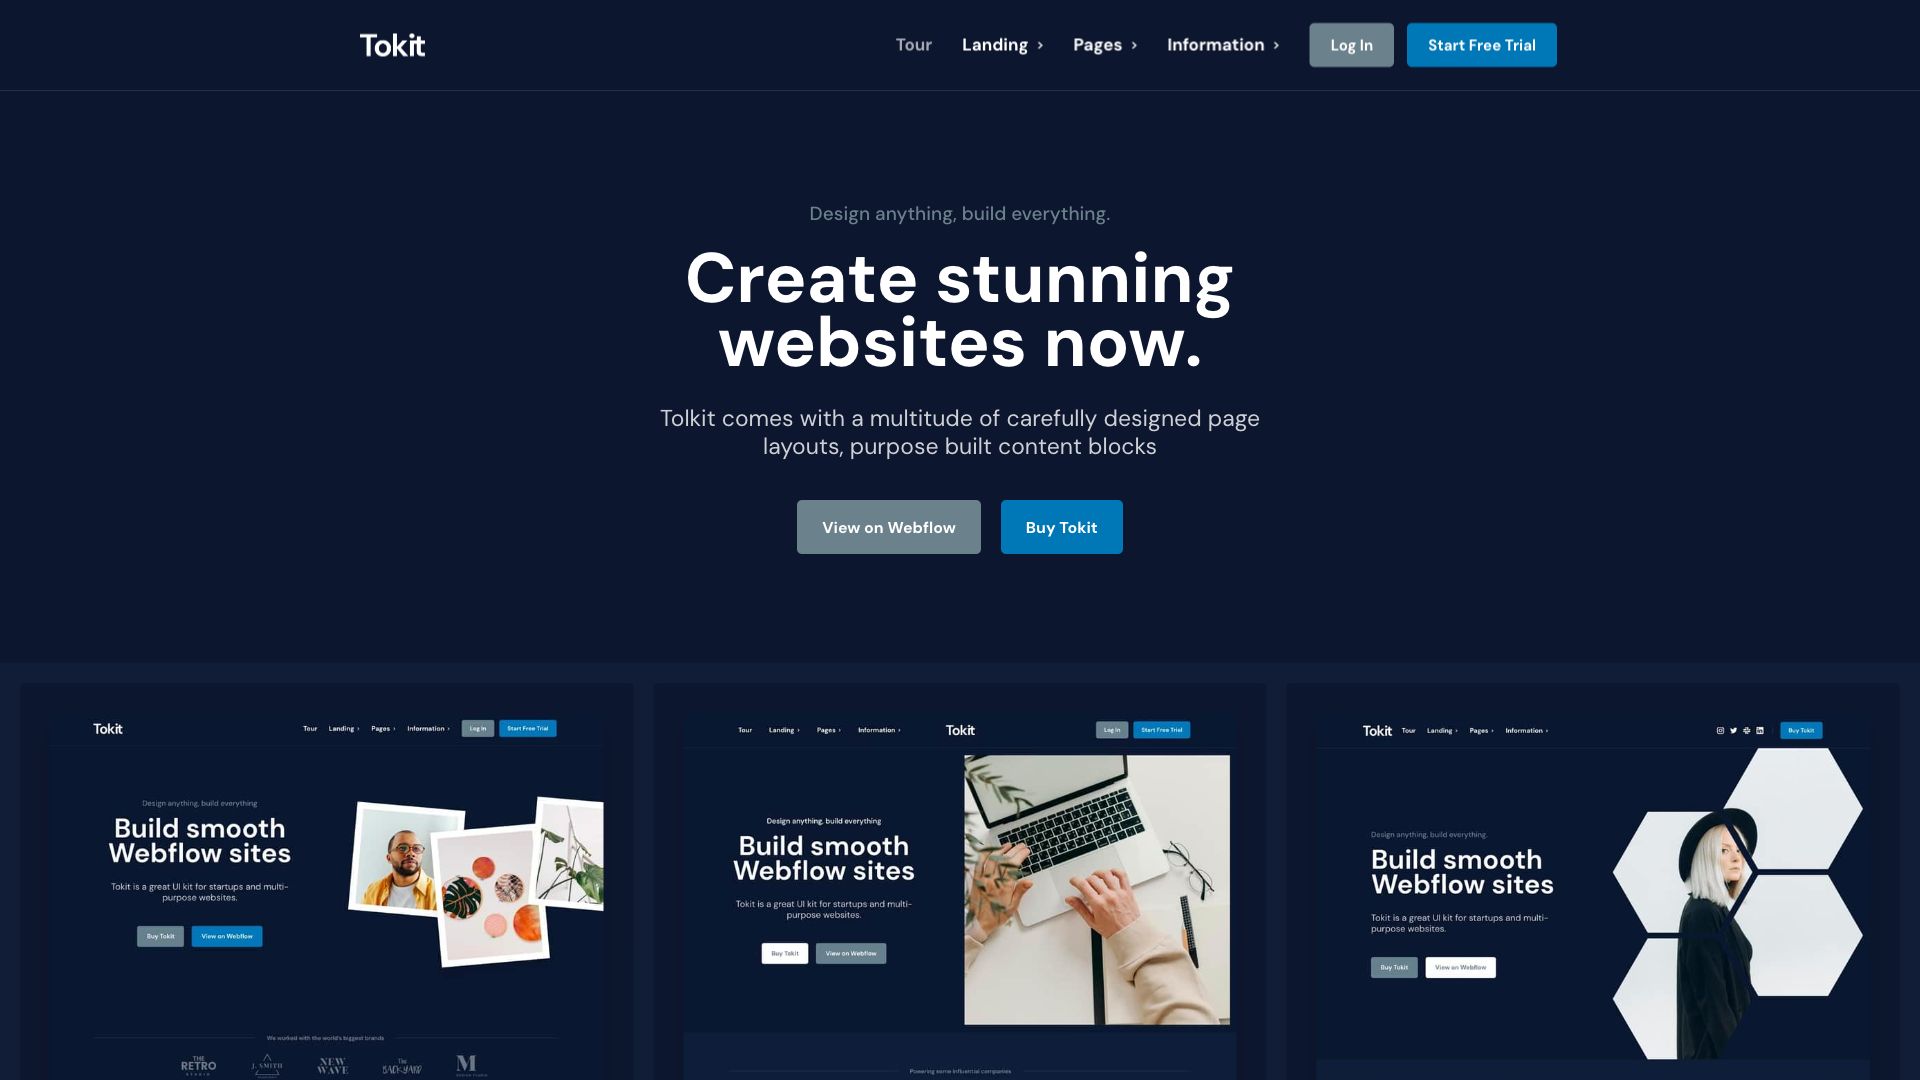 Tokit
Tour Landing Pages Information Log In Start Free Trial
Design anything, build everything.
Create stunning
websites now.
Tolkit comes with a multitude of carefully designed page
layouts, purpose built content blocks
View on Webflow Buy Tokit
Tokit
Tour Landing Pages Information Log In Start Free Trial
Design anything, build everything
Build smooth
Webflow sites
Tokit is a great UI kit for startups and multi-
purpose websites.
Buy Tokit View on Webflow
We worked with the world's biggest brands
THE
RETRO
STUDIO
J. SMITH
NEW
WAVE
The
BACKYARD
M
Tour Landing Pages Information Tokit Log In Start Free Trial
Design anything, build everything
Build smooth
Webflow sites
Tokit is a great UI kit for startups and multi-
purpose websites.
Buy Tokit View on Webflow
Powering some influential companies
Tokit Tour Landing Pages Information Buy Tokit
Design anything, build everything.
Build smooth
Webflow sites
Tokit is a great UI kit for startups and multi-
purpose websites.
Buy Tokit View on Webflow